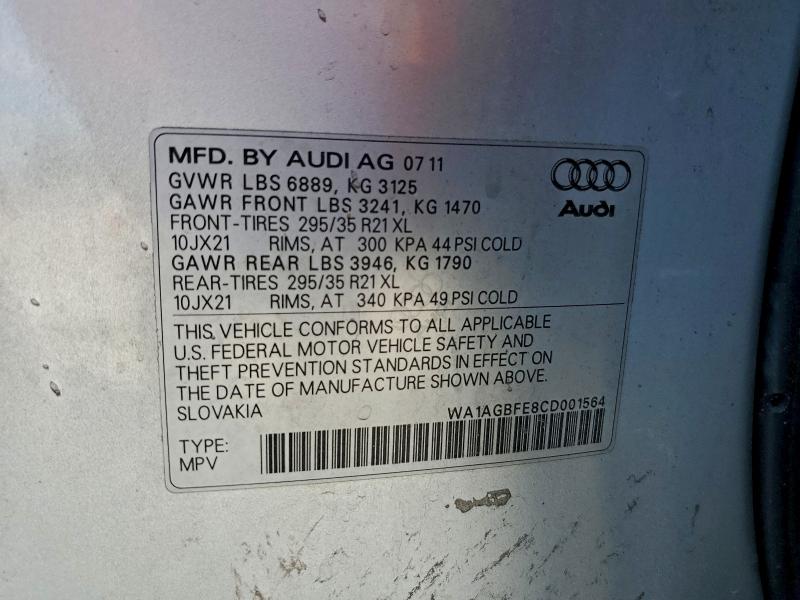 MFD. BY AUDI AG 07 11
GVWR LBS 6889, KG 3125
GAWR FRONT LBS 3241, KG 1470
FRONT-TIRES 295/35 R21 XL
10JX21 RIMS, AT 300 KPA 44 PSI COLD
GAWR REAR LBS 3946, KG 1790
REAR-TIRES 295/35 R21 XL
10JX21 RIMS, AT 340 KPA 49 PSI COLD
Audi
THIS VEHICLE CONFORMS TO ALL APPLICABLE
U.S. FEDERAL MOTOR VEHICLE SAFETY AND
THEFT PREVENTION STANDARDS IN EFFECT ON
THE DATE OF MANUFACTURE SHOWN ABOVE.
SLOVAKIA WA1AGBFE8CD001564
TYPE:
MPV